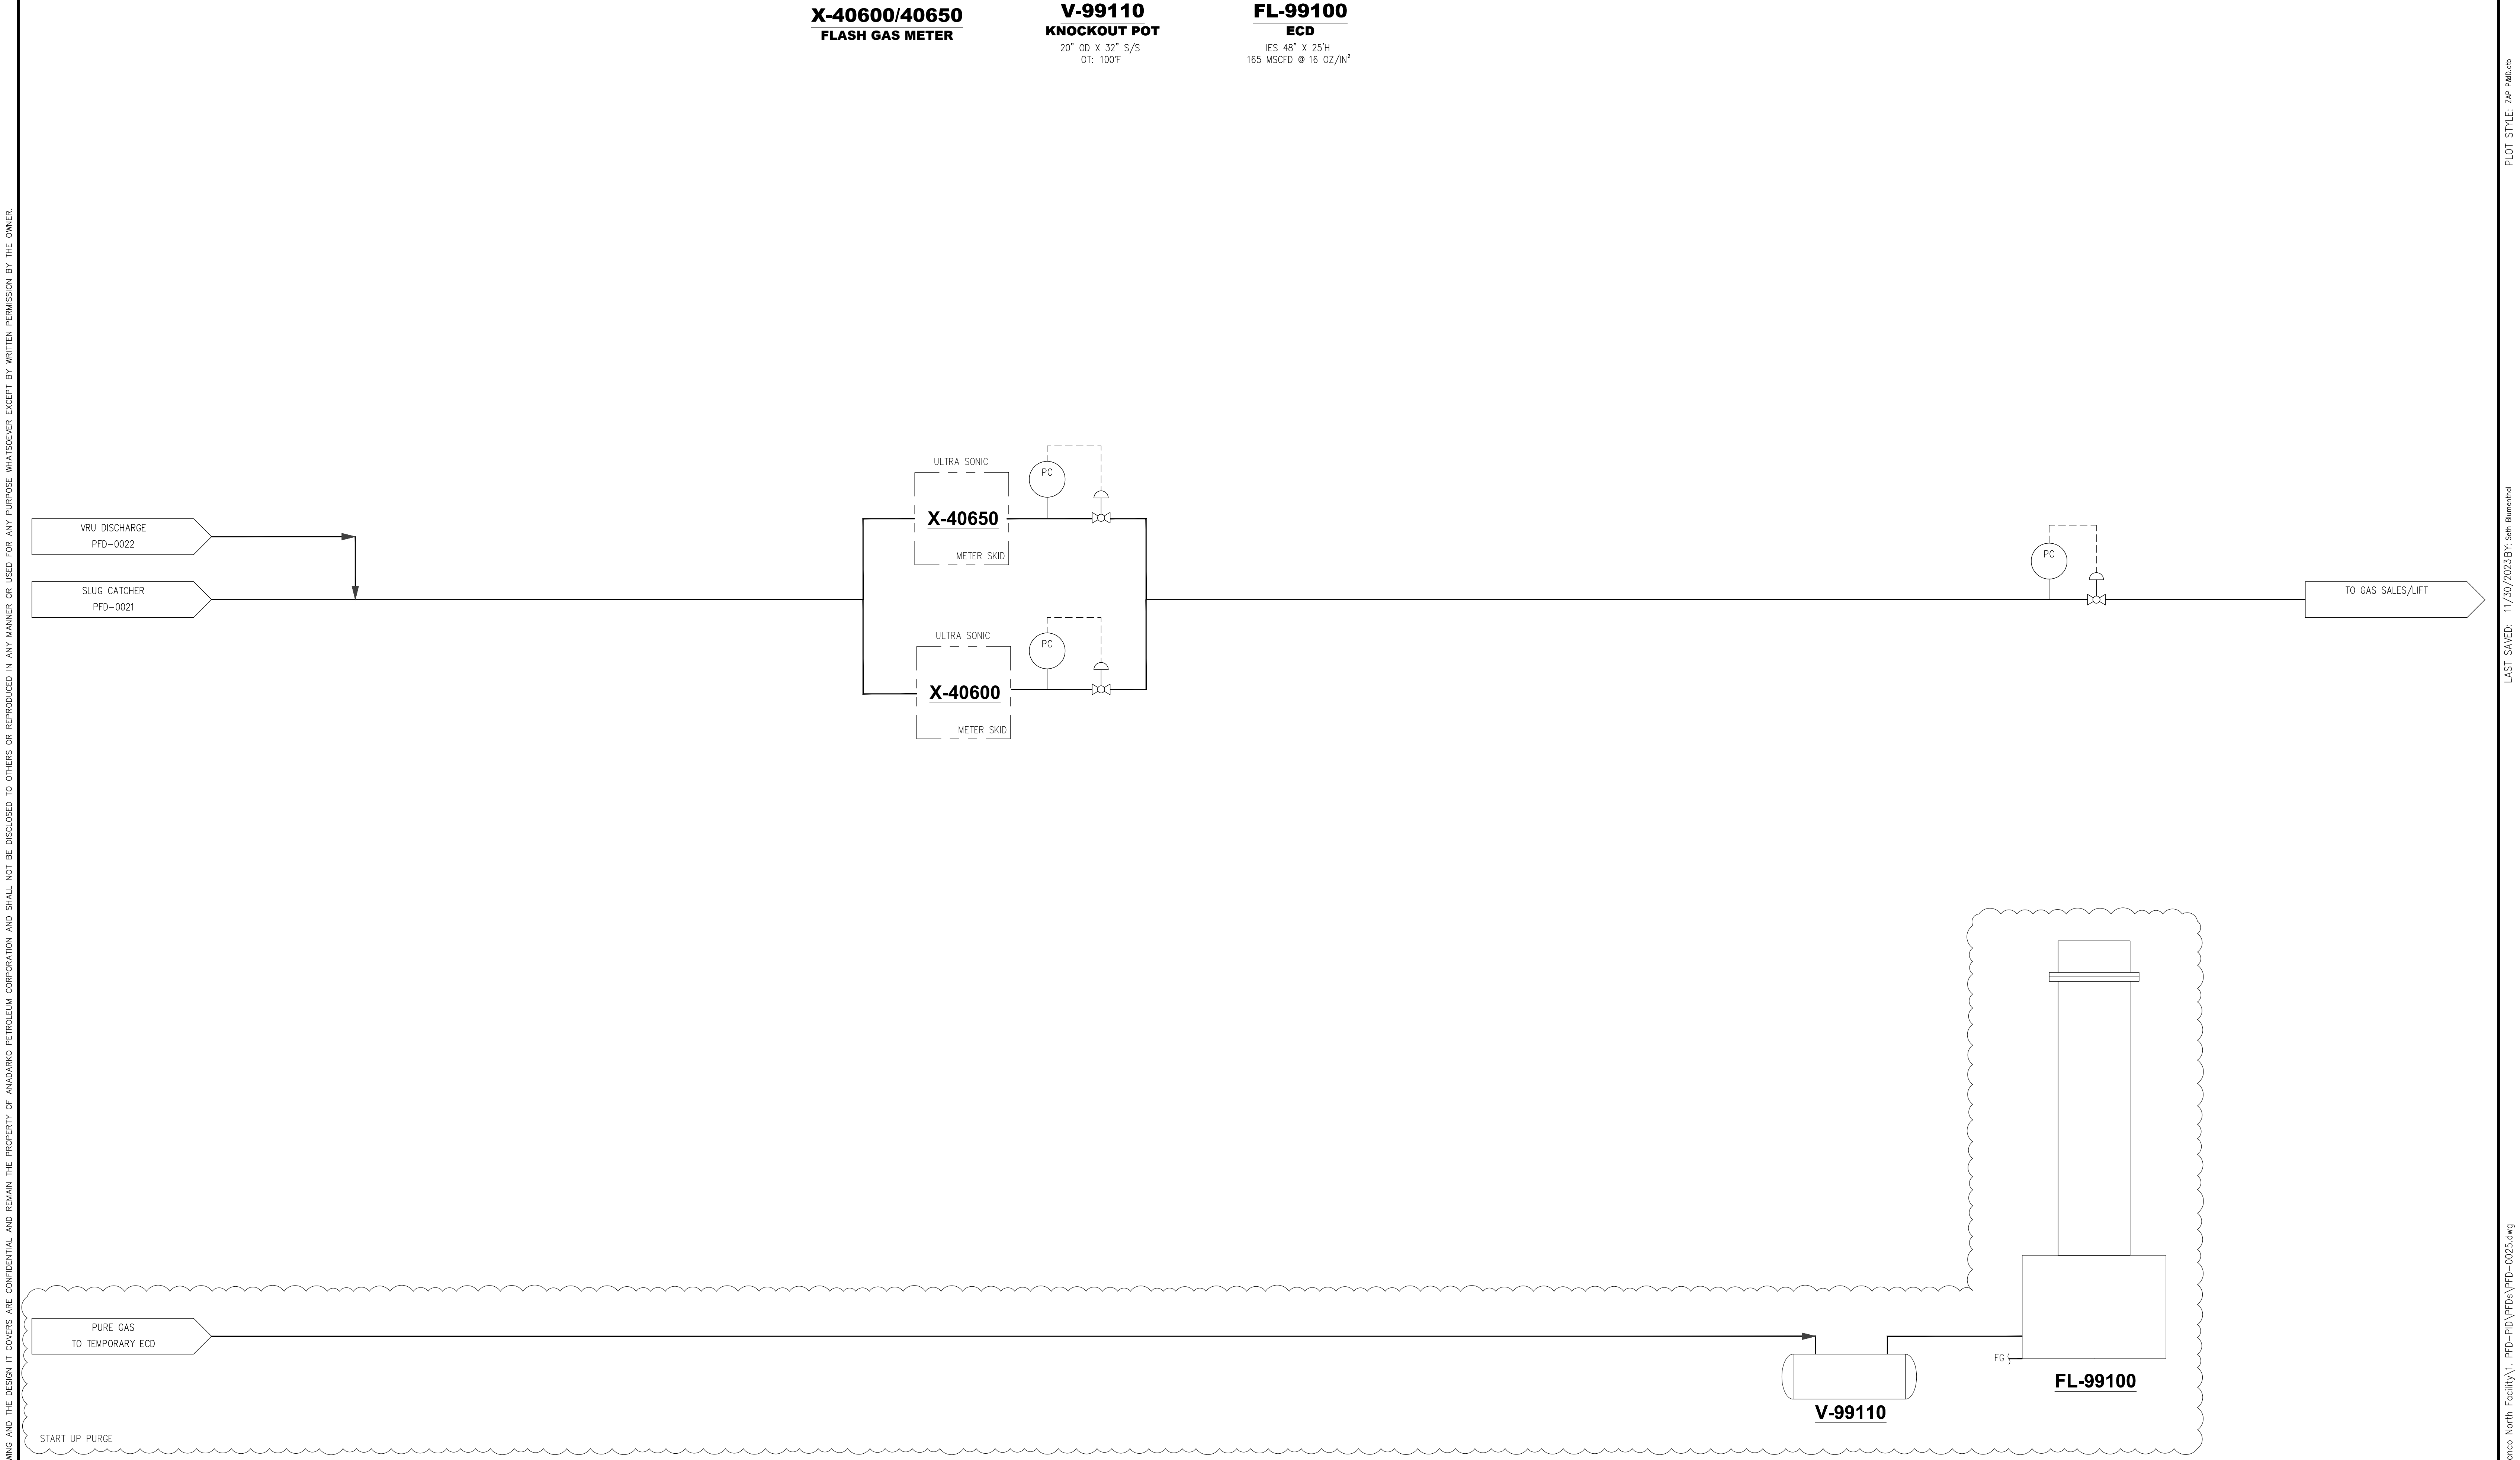 X-40600/40650
FLASH GAS METER
V-99110
KNOCKOUT POT
20" OD X 32" S/S
OT: 100°F
FL-99100
ECD
IES 48" X 25'H
165 MSCFD @ 16 OZ/IN²
ULTRA SONIC
X-40650
METER SKID
PC
VRU DISCHARGE
PFD-0022
SLUG CATCHER
PFD-0021
ULTRA SONIC
X-40600
METER SKID
PC
PC
TO GAS SALES/LIFT
PURE GAS
TO TEMPORARY ECD
START UP PURGE
V-99110
FG
FL-99100
WING AND THE DESIGN IT COVERS ARE CONFIDENTIAL AND REMAIN THE PROPERTY OF ANADARKO PETROLEUM CORPORATION AND SHALL NOT BE DISCLOSED TO OTHERS OR REPRODUCED IN ANY MANNER OR USED FOR ANY PURPOSE WHATSOEVER EXCEPT BY WRITTEN PERMISSION BY THE OWNER.
onco North Facility\1. PFD-PID\PFDs\PFD-0025.dwg
LAST SAVED: 11/30/2023 BY: Seth Blumenthal
PLOT STYLE: ZAP P&ID.ctb